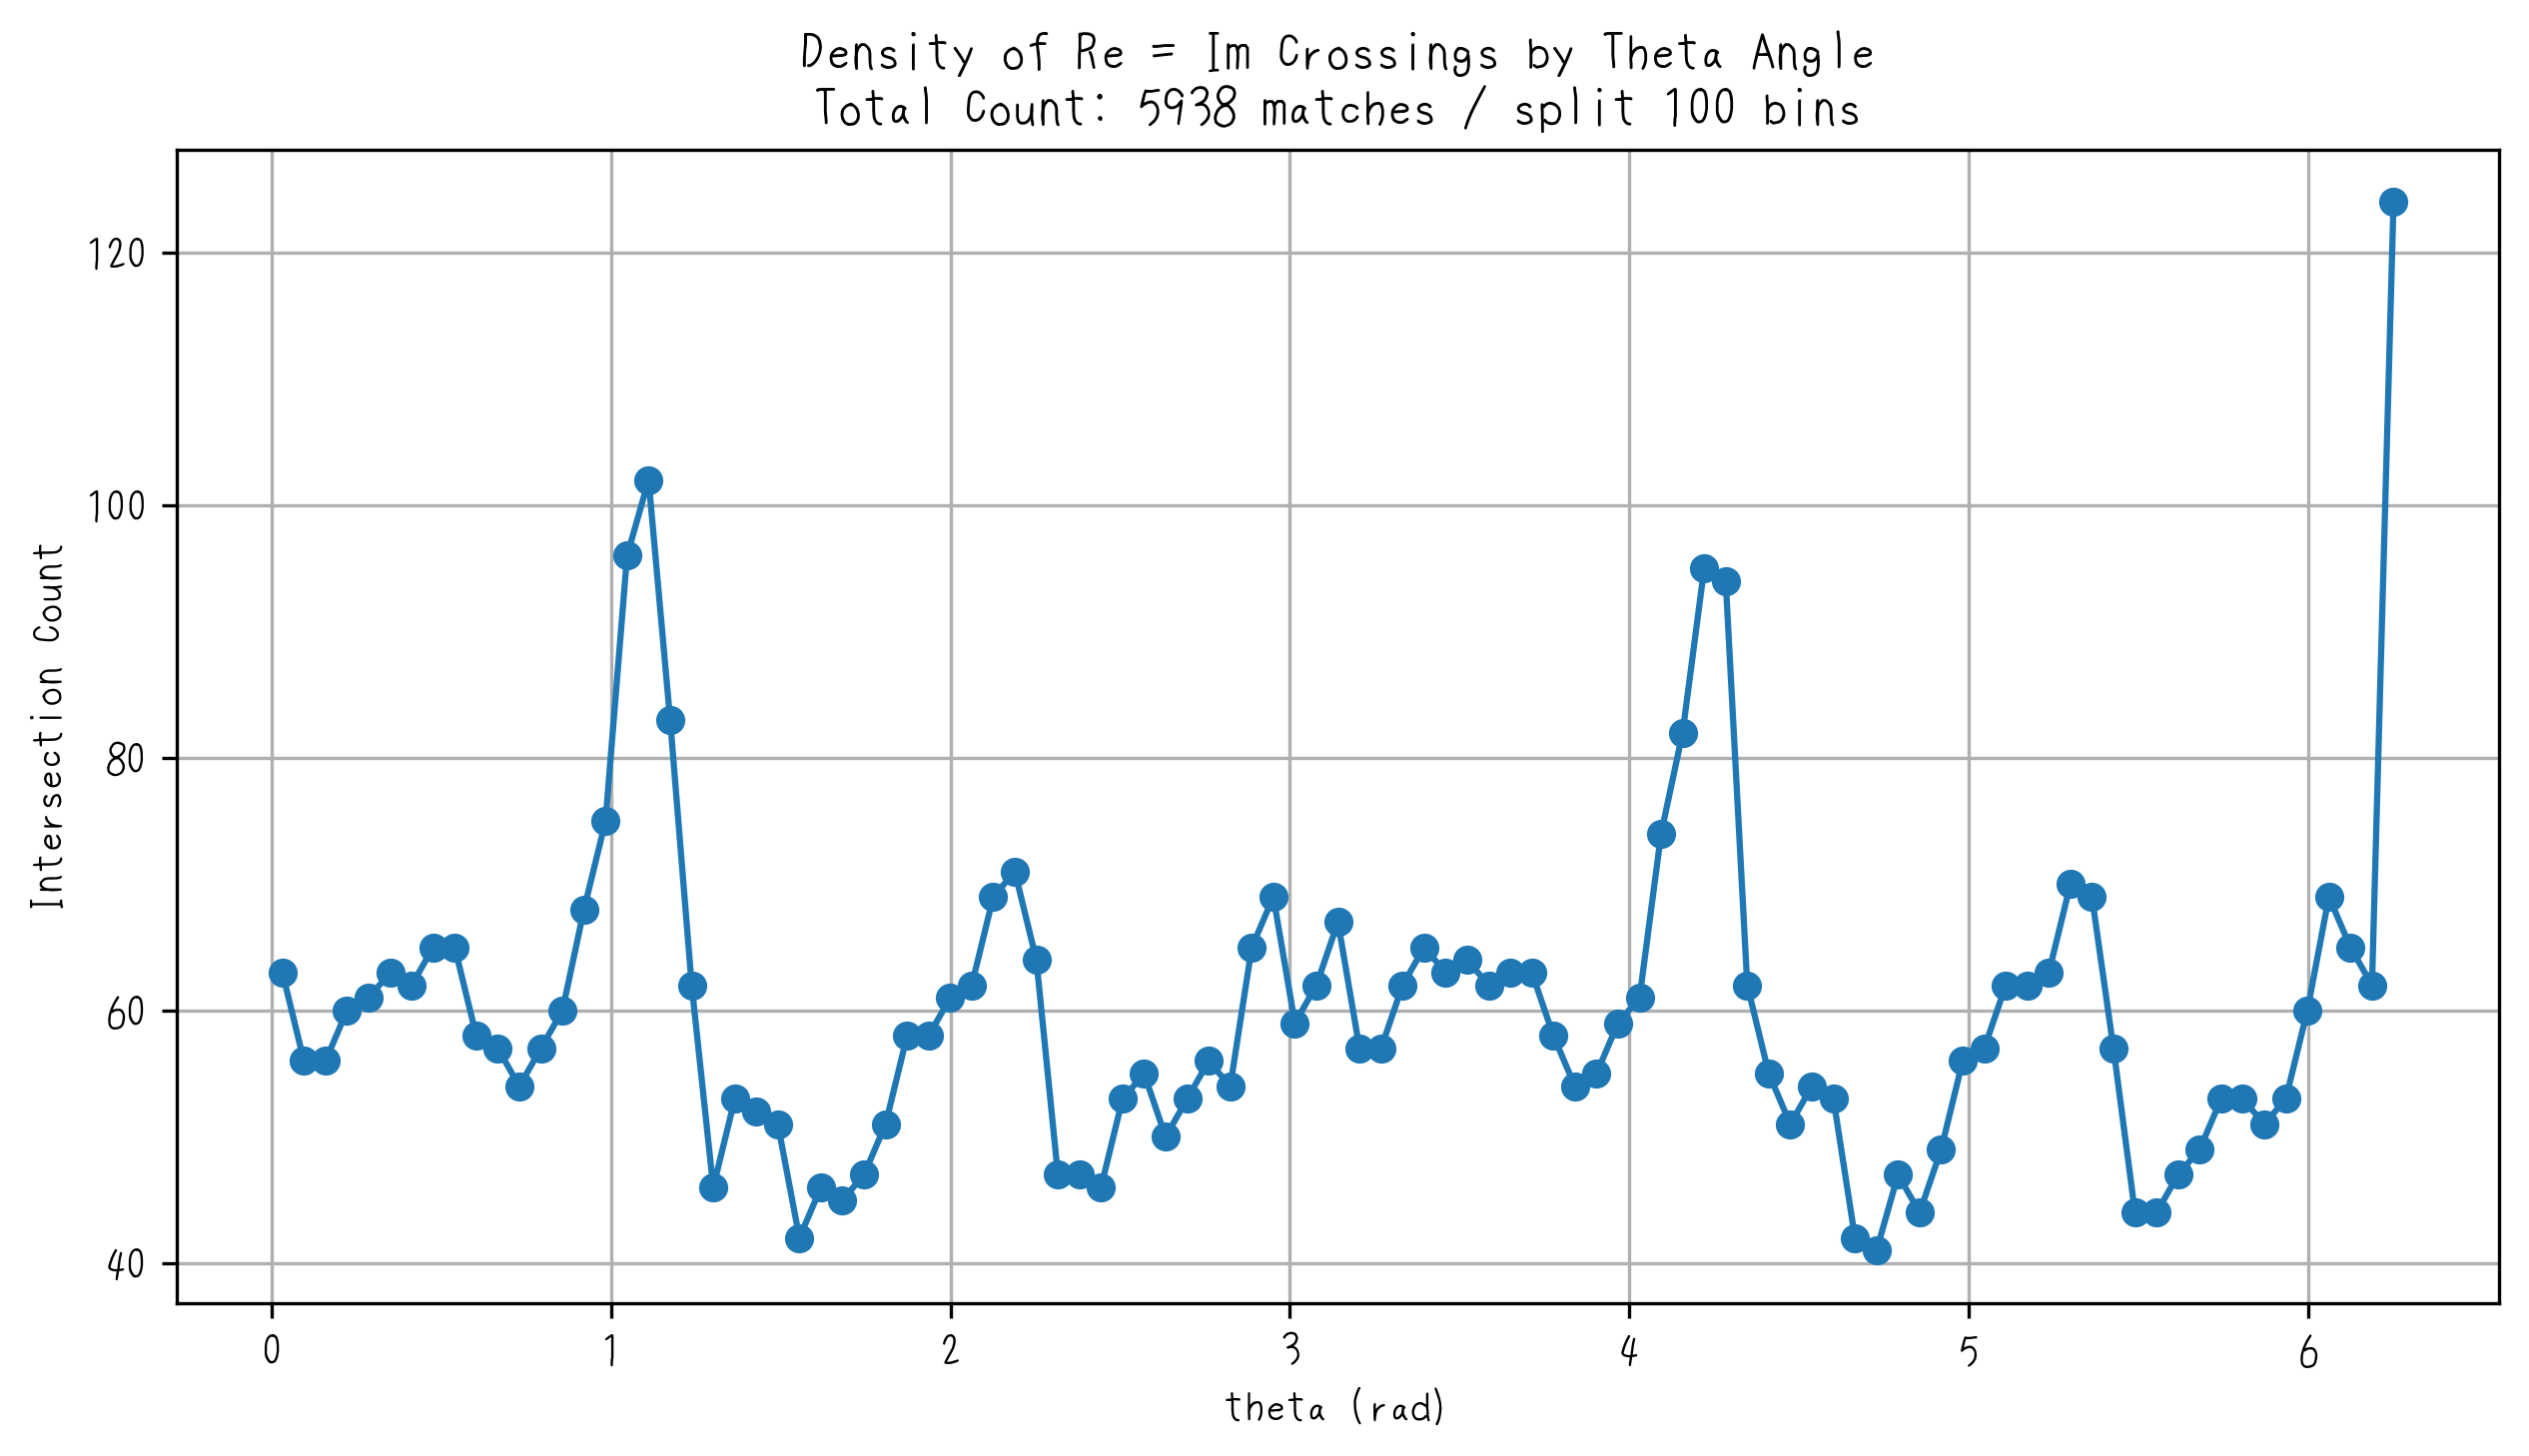 Density of Re = Im Crossings by Theta Angle
Total Count: 5938 matches / split 100 bins
Intersection Count
120
100
80
60
40
0 1 2 3 4 5 6
theta (rad)